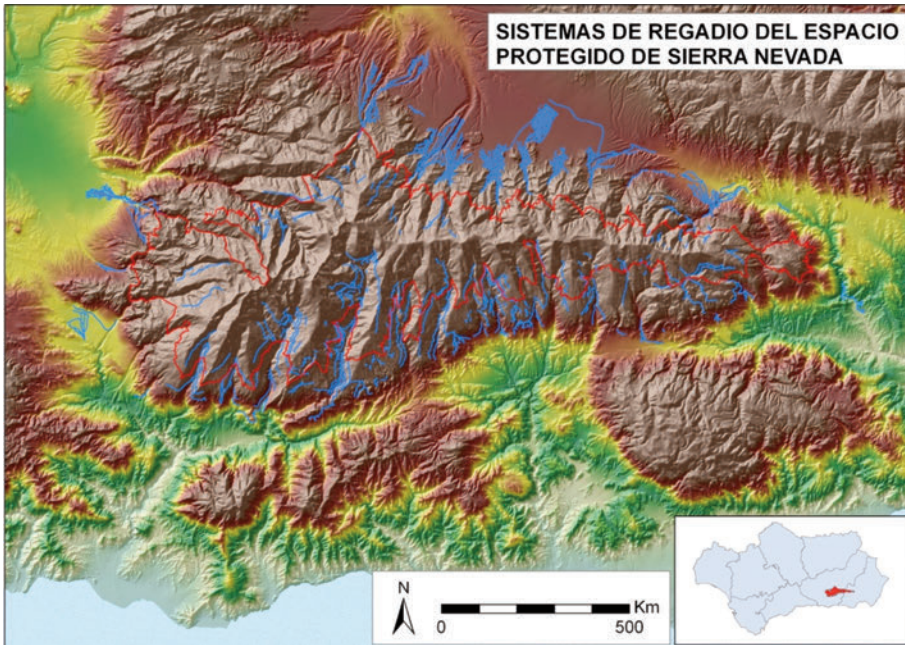 SISTEMAS DE REGADIO DEL ESPACIO
PROTEGIDO DE SIERRA NEVADA
N
Km
0 500